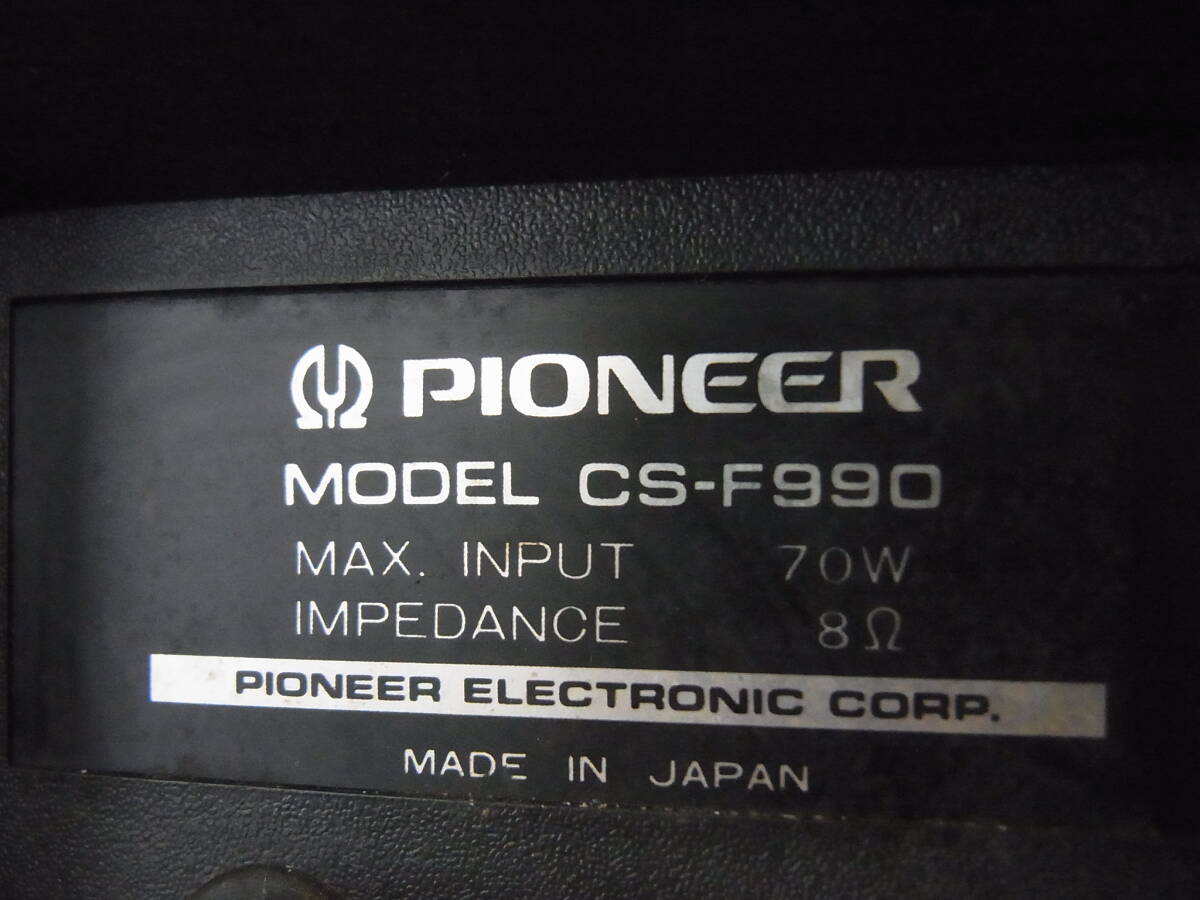 PIONEER
MODEL CS-F990
MAX. INPUT 70W
IMPEDANCE 8Ω
PIONEER ELECTRONIC CORP.
MADE IN JAPAN